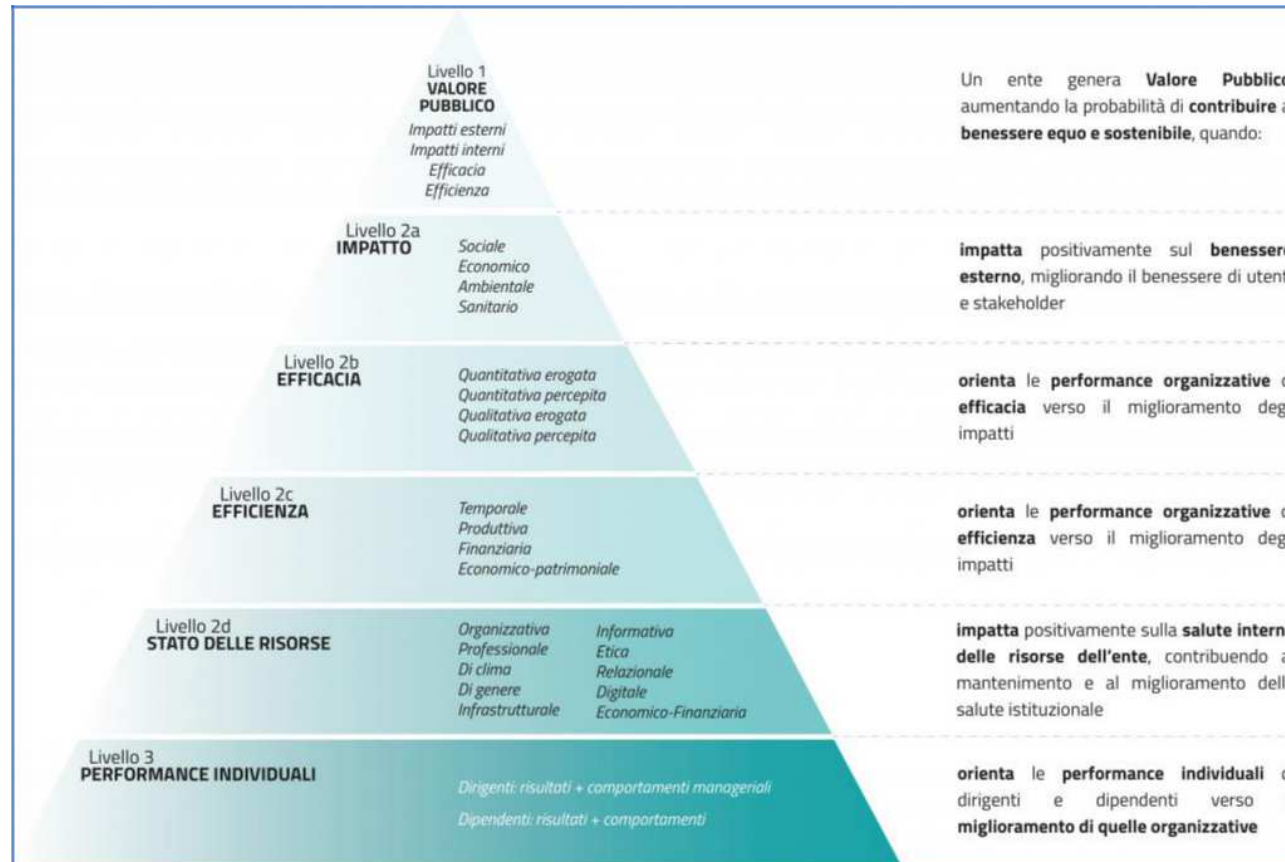 Livello 1
VALORE
PUBBLICO
Impatti esterni
Impatti interni
Efficacia
Efficienza
Un ente genera Valore Pubblico
aumentando la probabilità di contribuire a
benessere equo e sostenibile, quando:
Livello 2a
IMPATTO
Sociale
Economico
Ambientale
Sanitario
impatta positivamente sul benessere
esterno, migliorando il benessere di utent
e stakeholder
Livello 2b
EFFICACIA
Quantitativa erogata
Quantitativa percepita
Qualitativa erogata
Qualitativa percepita
orienta le performance organizzative d
efficacia verso il miglioramento deg
impatti
Livello 2c
EFFICIENZA
Temporale
Produttiva
Finanziaria
Economico-patrimoniale
orienta le performance organizzative d
efficienza verso il miglioramento deg
impatti
Livello 2d
STATO DELLE RISORSE
Organizzativa
Professionale
Di clima
Di genere
Infrastrutturale
Informativa
Etica
Relazionale
Digitale
Economico-Finanziaria
impatta positivamente sulla salute intern
delle risorse dell'ente, contribuendo a
mantenimento e al miglioramento dell
salute istituzionale
Livello 3
PERFORMANCE INDIVIDUALI
Dirigenti: risultati + comportamenti manageriali
Dipendenti: risultati + comportamenti
orienta le performance individuali d
dirigenti e dipendenti verso
miglioramento di quelle organizzative